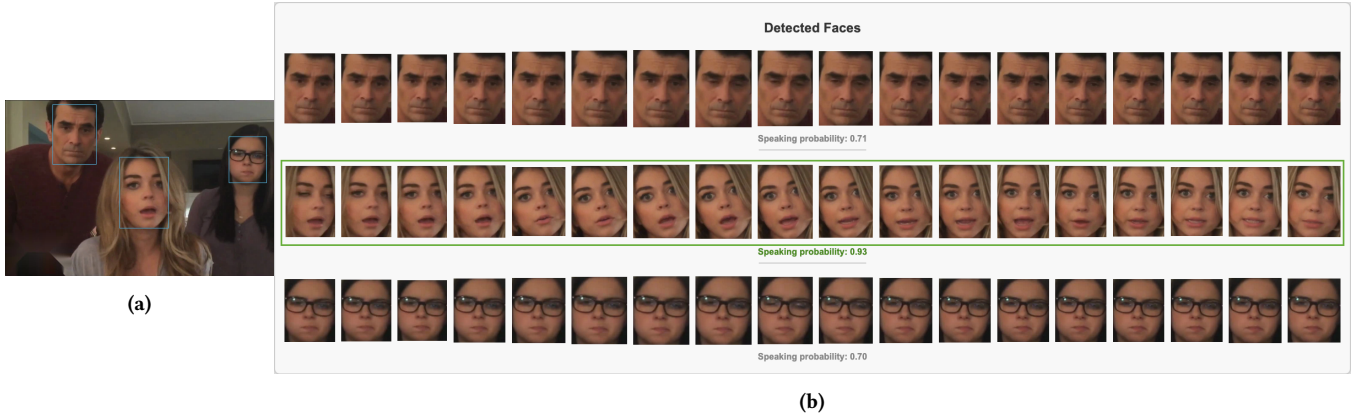 Detected Faces
Speaking probability: 0.71
Speaking probability: 0.93
Speaking probability: 0.70
(a)
(b)